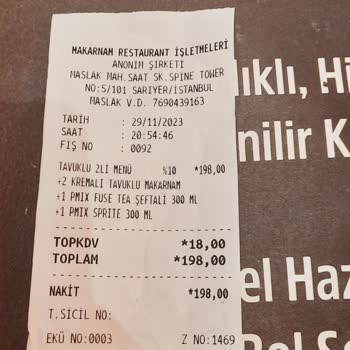 MAKARNAM RESTAURANT İŞLETMELERİ
ANONIM ŞİRKETİ
MASLAK MAH.SAAT SK.SPINE TOWER
NO:5/101 SARIYER/İSTANBUL
MASLAK V.D. 7690439163
TARİH : 29/11/2023
SAAT : 20:54:46
FİŞ NO : 0092
TAVUKLU 2Lİ MENÜ %10 *198,00
+2 KREMALI TAVUKLU MAKARNAM
+1 PMIX FUSE TEA ŞEFTALİ 300 ML
+1 PMIX SPRITE 300 ML
TOPKDV *18,00
TOPLAM *198,00
NAKİT *198,00
T.SİCİL NO:
EKÜ NO:0003 Z NO:1469
ıklı, Hi
nilir K
el Haz